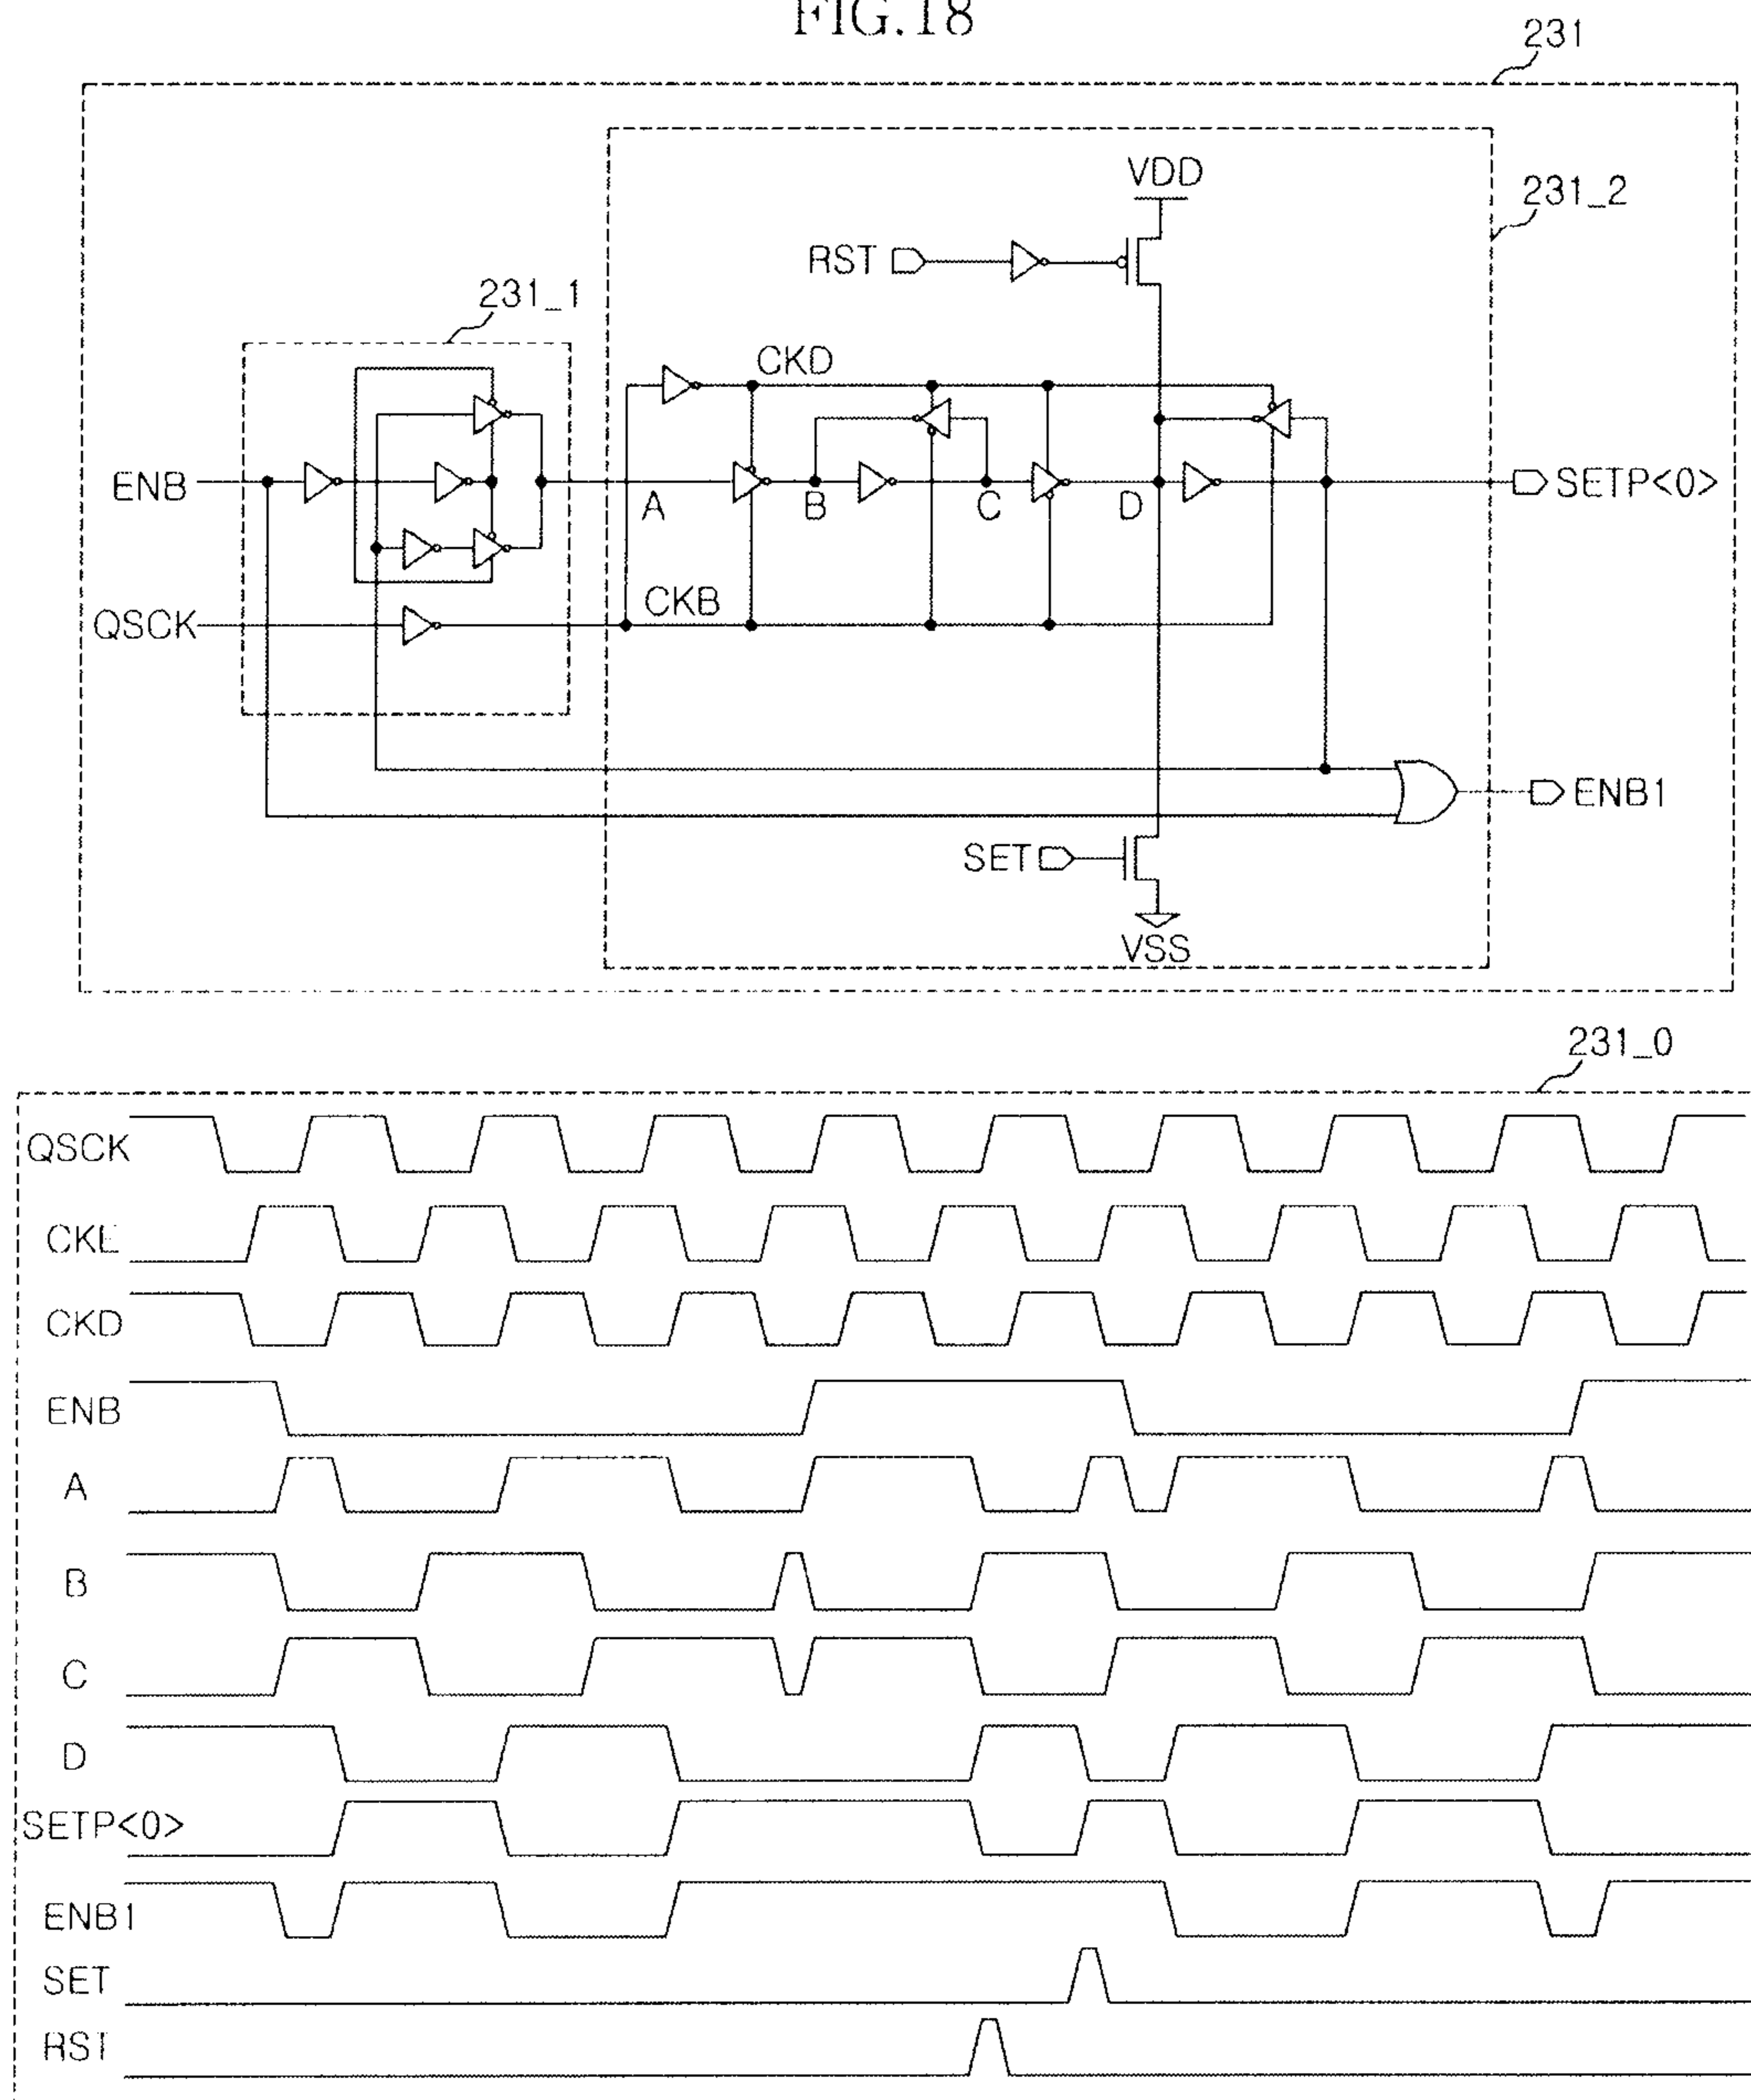 FIG.18
231
VDD
231_2
RST
231_1
CKD
ENB
A
B
C
D
SETP<0>
CKB
QSCK
ENB1
SET
VSS
231_0
QSCK
CKE
CKD
ENB
A
B
C
D
SETP<0>
ENB1
SET
RST